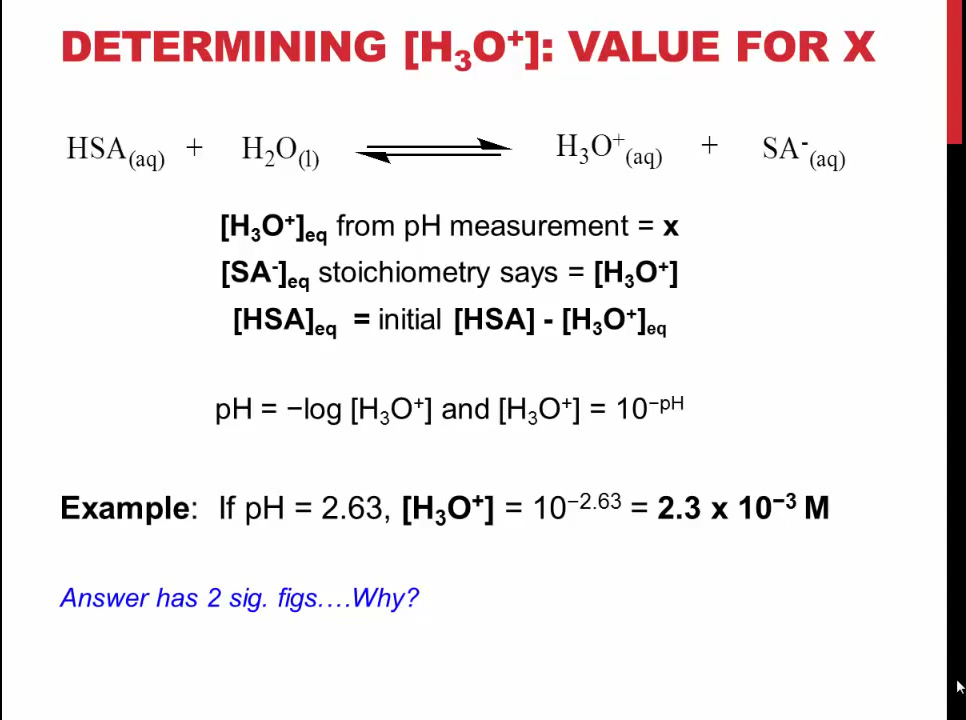 DETERMINING [H₃O⁺]: VALUE FOR X
HSA(aq) + H₂O(l) ⇌ H₃O⁺(aq) + SA⁻(aq)
[H₃O⁺]eq from pH measurement = x
[SA⁻]eq stoichiometry says = [H₃O⁺]
[HSA]eq = initial [HSA] - [H₃O⁺]eq
pH = −log [H₃O⁺] and [H₃O⁺] = 10⁻ᵖᴴ
Example: If pH = 2.63, [H₃O⁺] = 10⁻²·⁶³ = 2.3 x 10⁻³ M
Answer has 2 sig. figs.…Why?